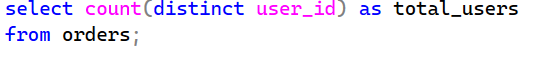 select count(distinct user_id) as total_users
from orders;